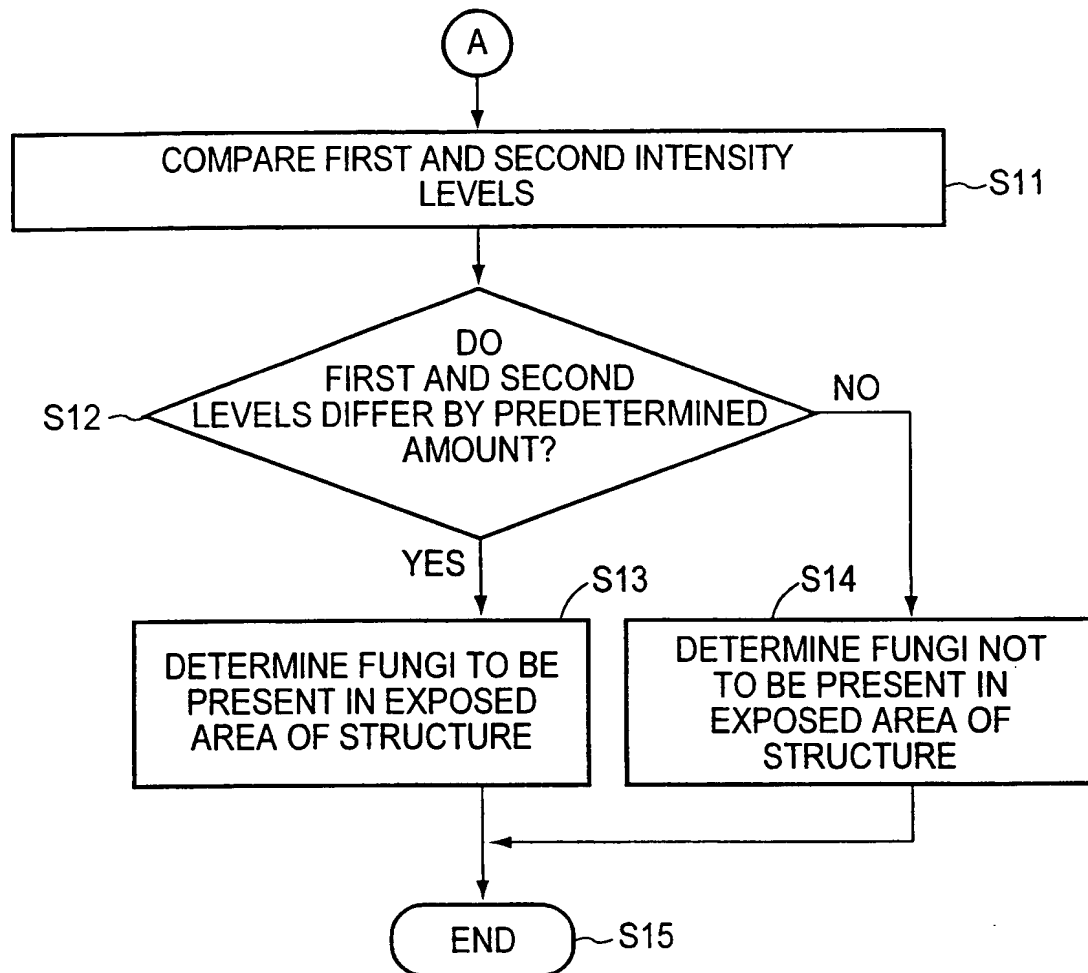 A
COMPARE FIRST AND SECOND INTENSITY
LEVELS
S11
DO
FIRST AND SECOND
LEVELS DIFFER BY PREDETERMINED
AMOUNT?
S12
NO
YES
S13
S14
DETERMINE FUNGI TO BE
PRESENT IN EXPOSED
AREA OF STRUCTURE
DETERMINE FUNGI NOT
TO BE PRESENT IN
EXPOSED AREA OF
STRUCTURE
END
S15